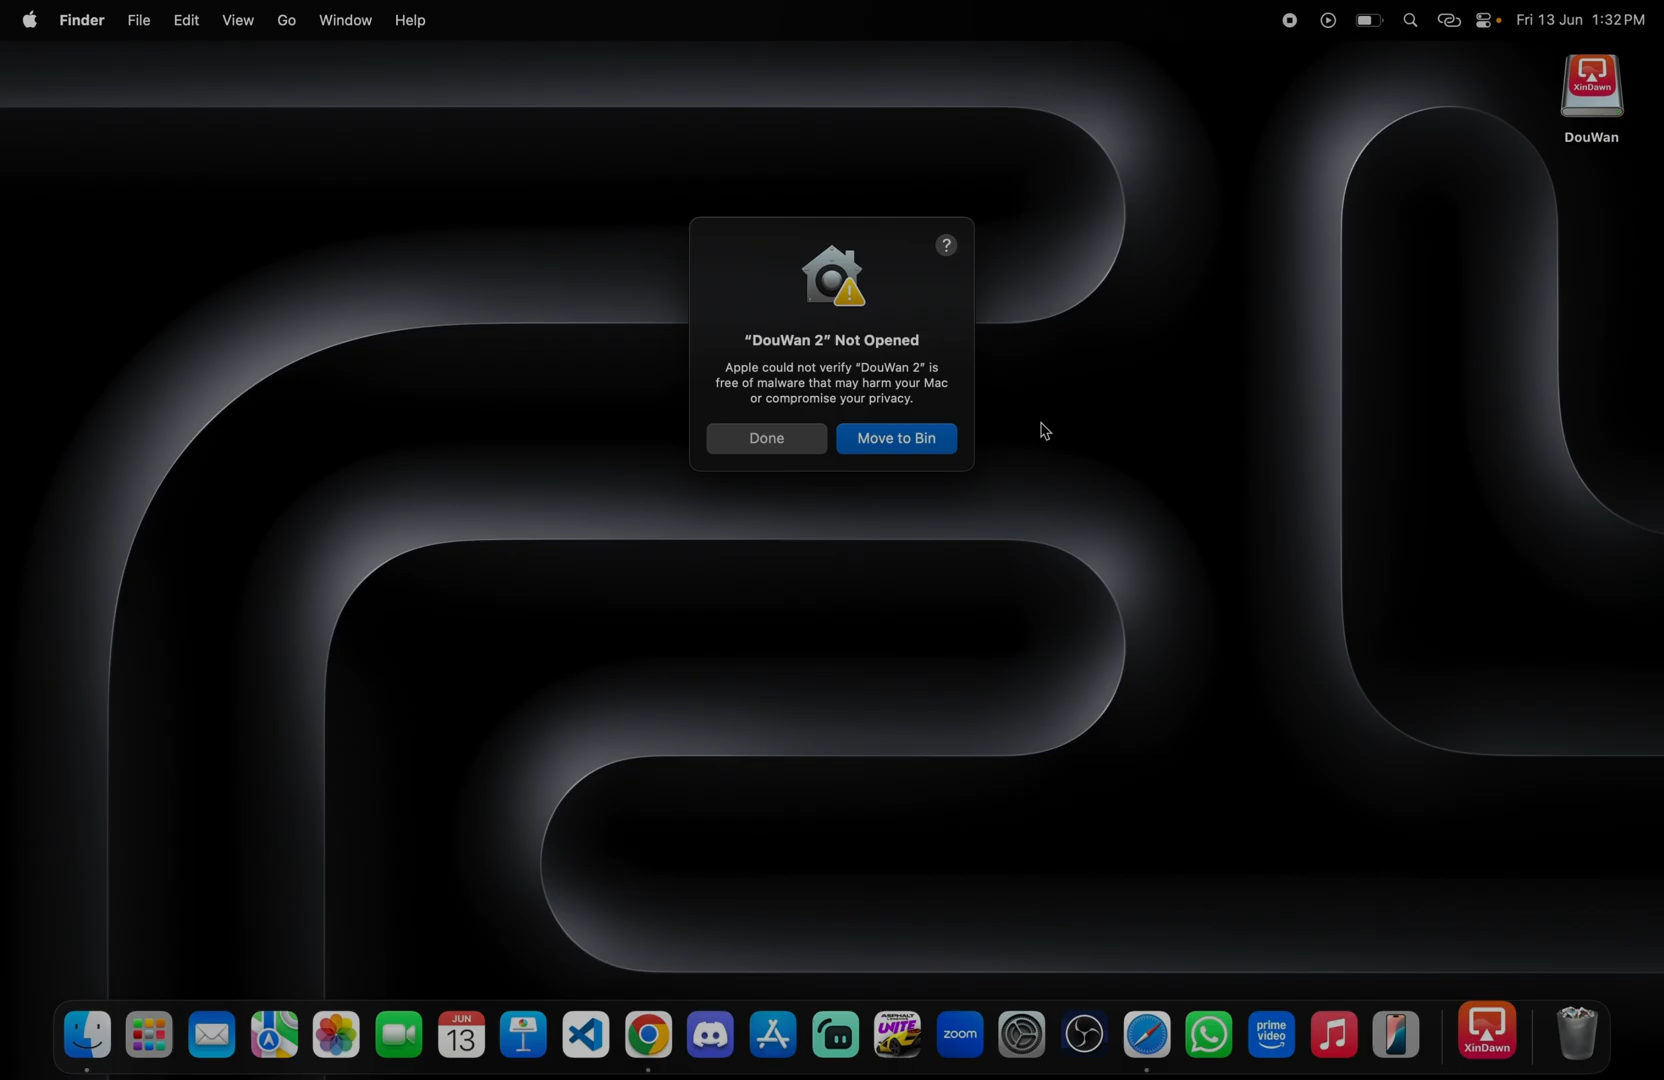 Finder File Edit View Go Window Help Fri 13 Jun 1:32 PM
XinDawn
DouWan
?
“DouWan 2” Not Opened
Apple could not verify “DouWan 2” is
free of malware that may harm your Mac
or compromise your privacy.
Done Move to Bin
JUN
13
ASPHALT
UNITE
zoom
prime
video
XinDawn